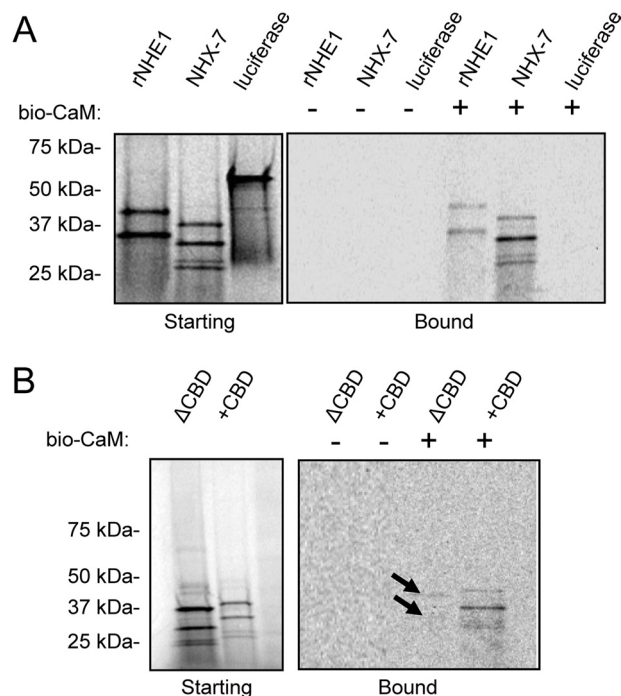 A
rNHE1 NHX-7 luciferase rNHE1 NHX-7 luciferase rNHE1 NHX-7 luciferase
bio-CaM: - - - + + +
75 kDa-
50 kDa-
37 kDa-
25 kDa-
Starting Bound
B
ΔCBD +CBD ΔCBD +CBD ΔCBD +CBD
bio-CaM: - - + +
75 kDa-
50 kDa-
37 kDa-
25 kDa-
Starting Bound